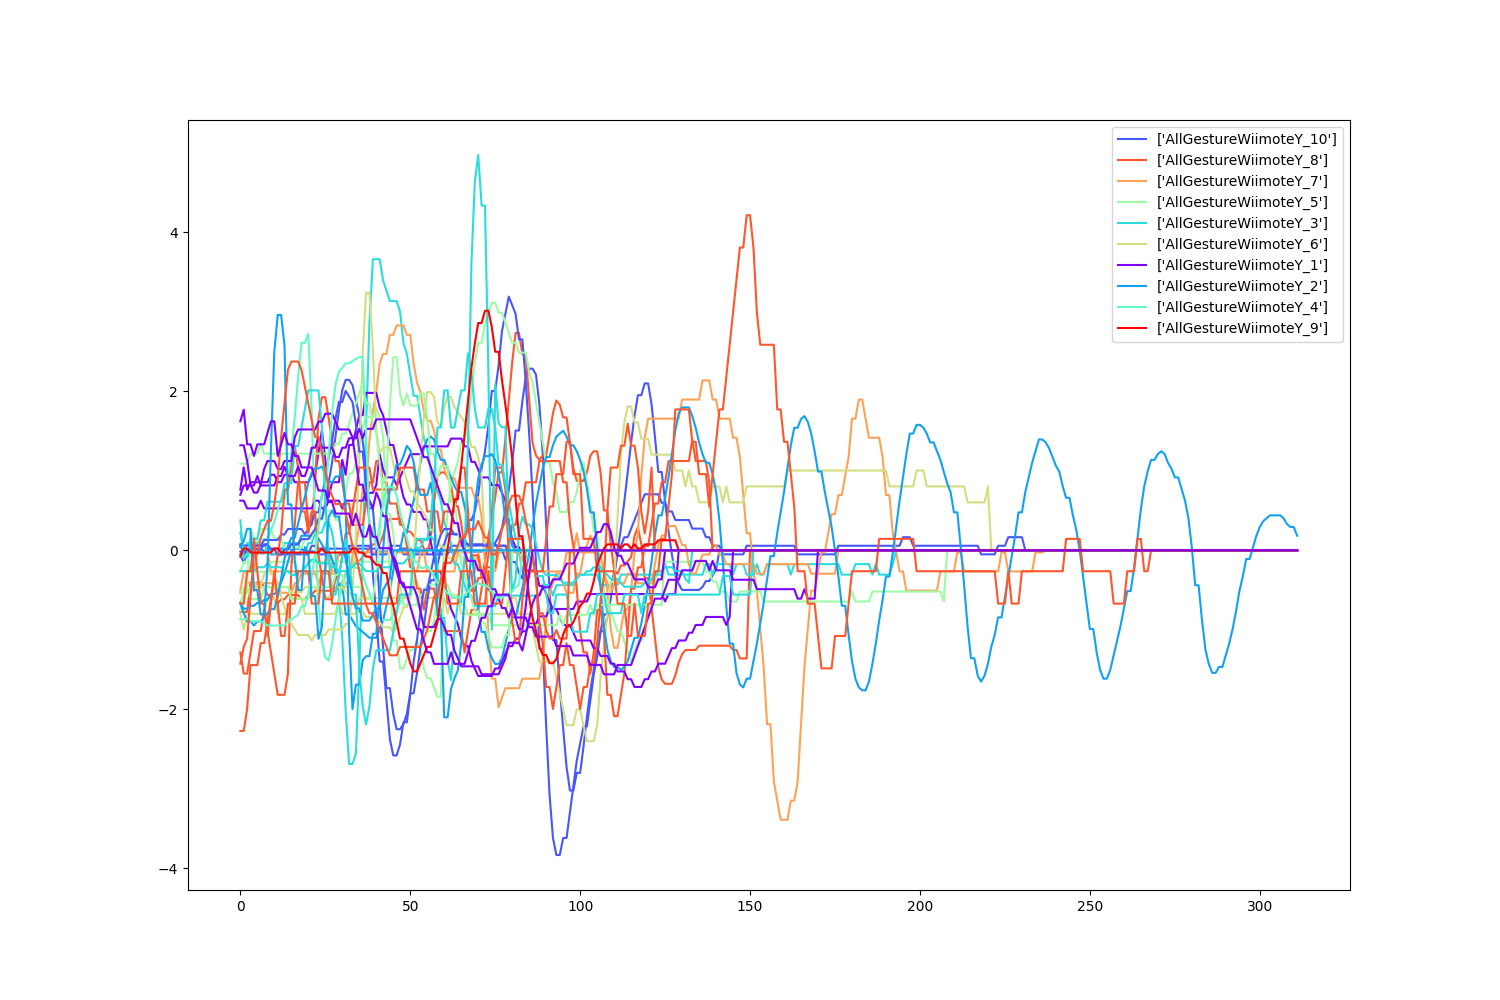 ['AllGestureWiimoteY_10']
['AllGestureWiimoteY_8']
['AllGestureWiimoteY_7']
['AllGestureWiimoteY_5']
['AllGestureWiimoteY_3']
['AllGestureWiimoteY_6']
['AllGestureWiimoteY_1']
['AllGestureWiimoteY_2']
['AllGestureWiimoteY_4']
['AllGestureWiimoteY_9']
4
2
0
−2
−4
0 50 100 150 200 250 300